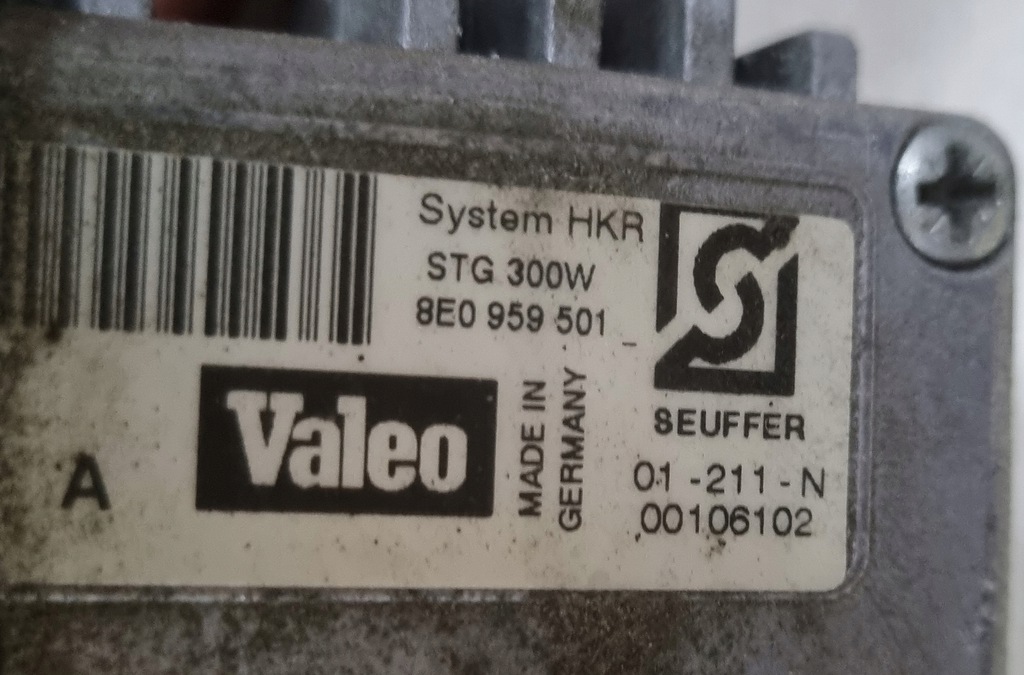 System HKR
STG 300W
8E0 959 501
A
Valeo
MADE IN
GERMANY
SEUFFER
01-211-N
00106102